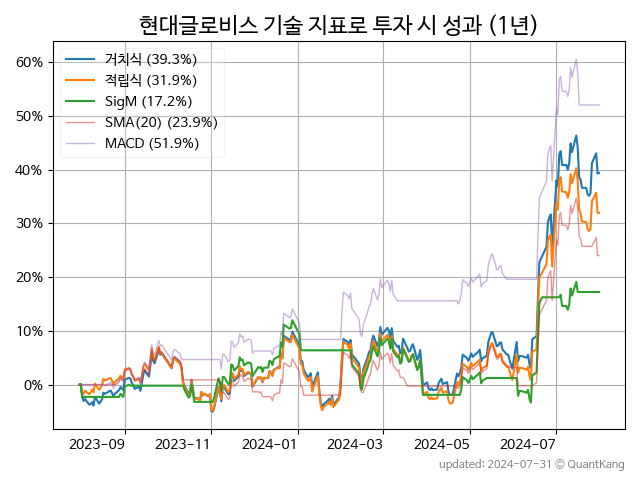 현대글로비스 기술 지표로 투자 시 성과 (1년)
거치식 (39.3%)
적립식 (31.9%)
SigM (17.2%)
SMA(20) (23.9%)
MACD (51.9%)
60%
50%
40%
30%
20%
10%
0%
2023-09
2023-11
2024-01
2024-03
2024-05
2024-07
updated: 2024-07-31 © QuantKang